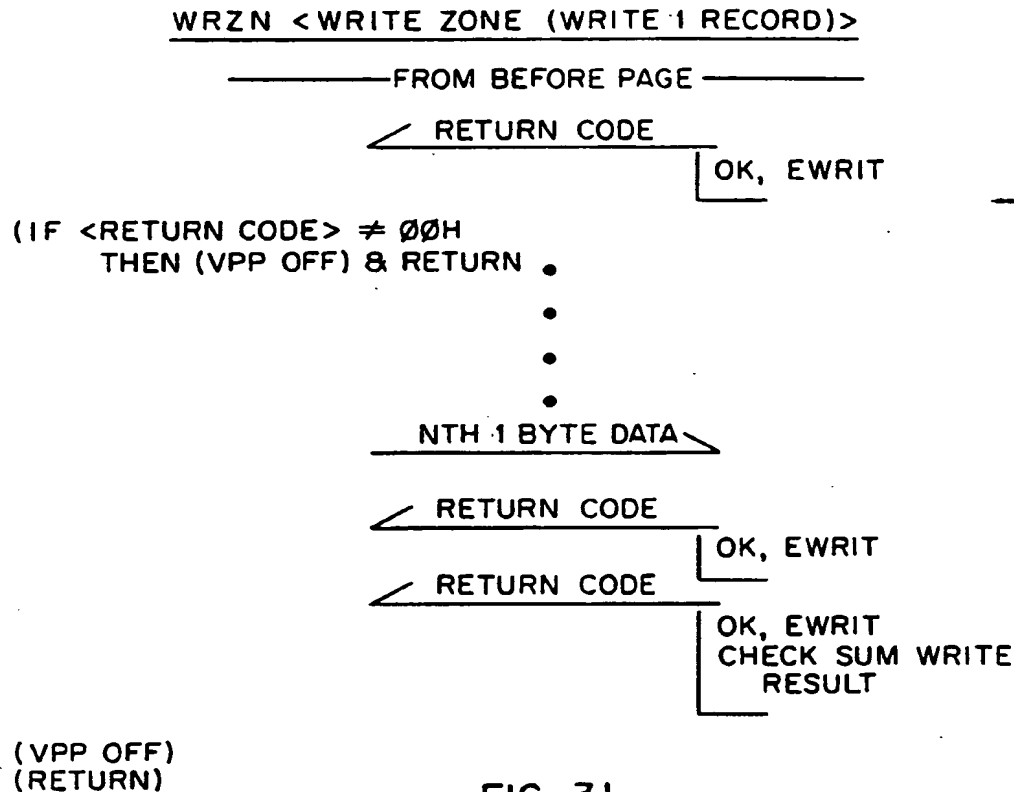 WRZN <WRITE ZONE (WRITE 1 RECORD)>
FROM BEFORE PAGE
RETURN CODE
OK, EWRIT
(IF <RETURN CODE> ≠ ØØH
THEN (VPP OFF) & RETURN
NTH 1 BYTE DATA
RETURN CODE
OK, EWRIT
RETURN CODE
OK, EWRIT
CHECK SUM WRITE
RESULT
(VPP OFF)
(RETURN)